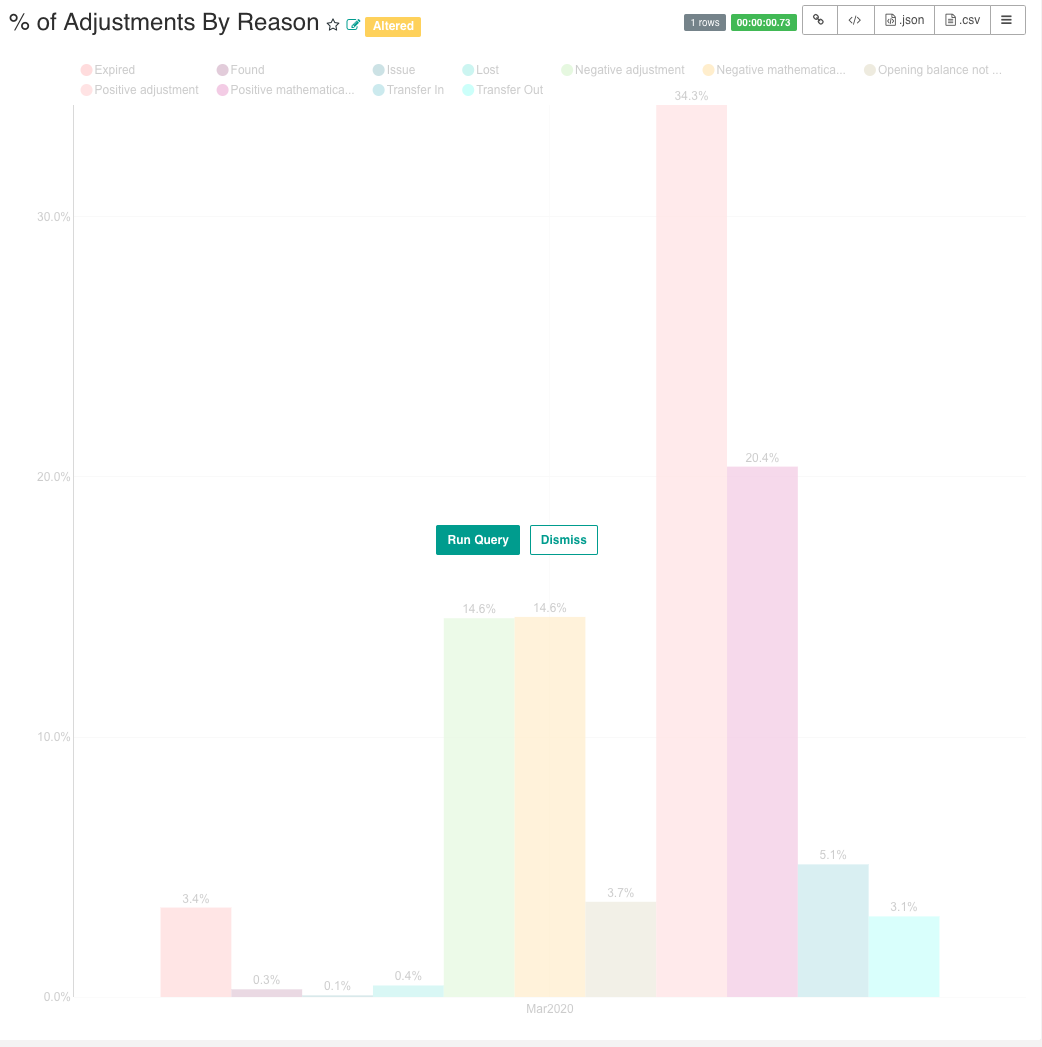 % of Adjustments By Reason Altered 1 rows 00:00:00.73 </> .json .csv
Expired Found Issue Lost Negative adjustment Negative mathematica... Opening balance not ...
Positive adjustment Positive mathematica... Transfer In Transfer Out
34.3%
30.0%
20.4%
20.0%
Run Query Dismiss
14.6% 14.6%
10.0%
5.1%
3.7%
3.4%
3.1%
0.4%
0.3%
0.1%
0.0%
Mar2020